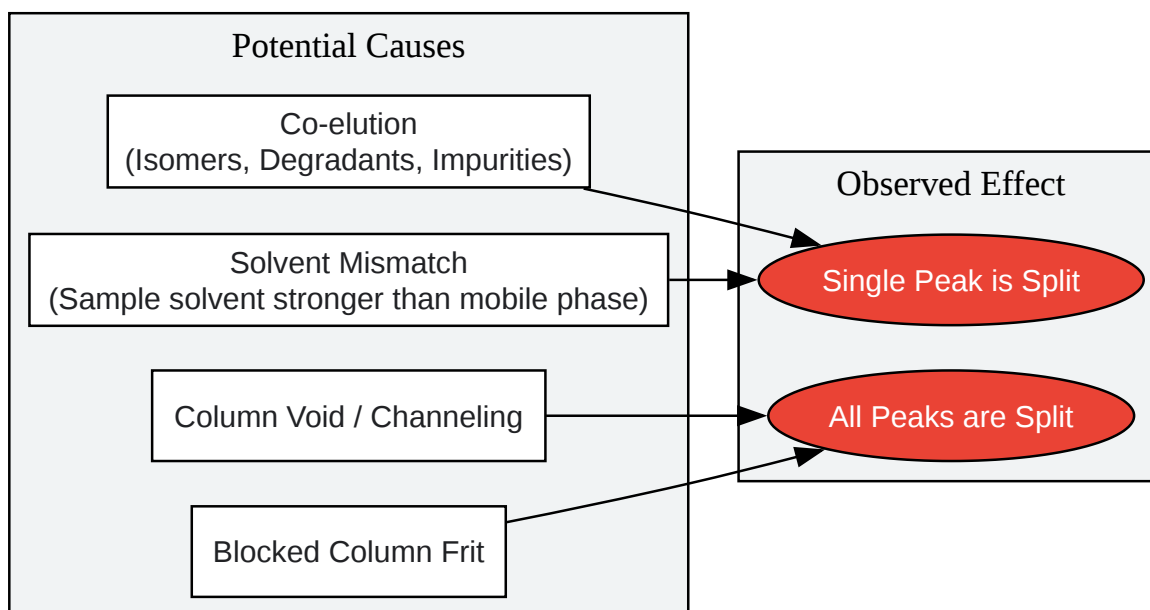 Potential Causes
Co-elution
(Isomers, Degradants, Impurities)
Solvent Mismatch
(Sample solvent stronger than mobile phase)
Column Void / Channeling
Blocked Column Frit
Observed Effect
Single Peak is Split
All Peaks are Split